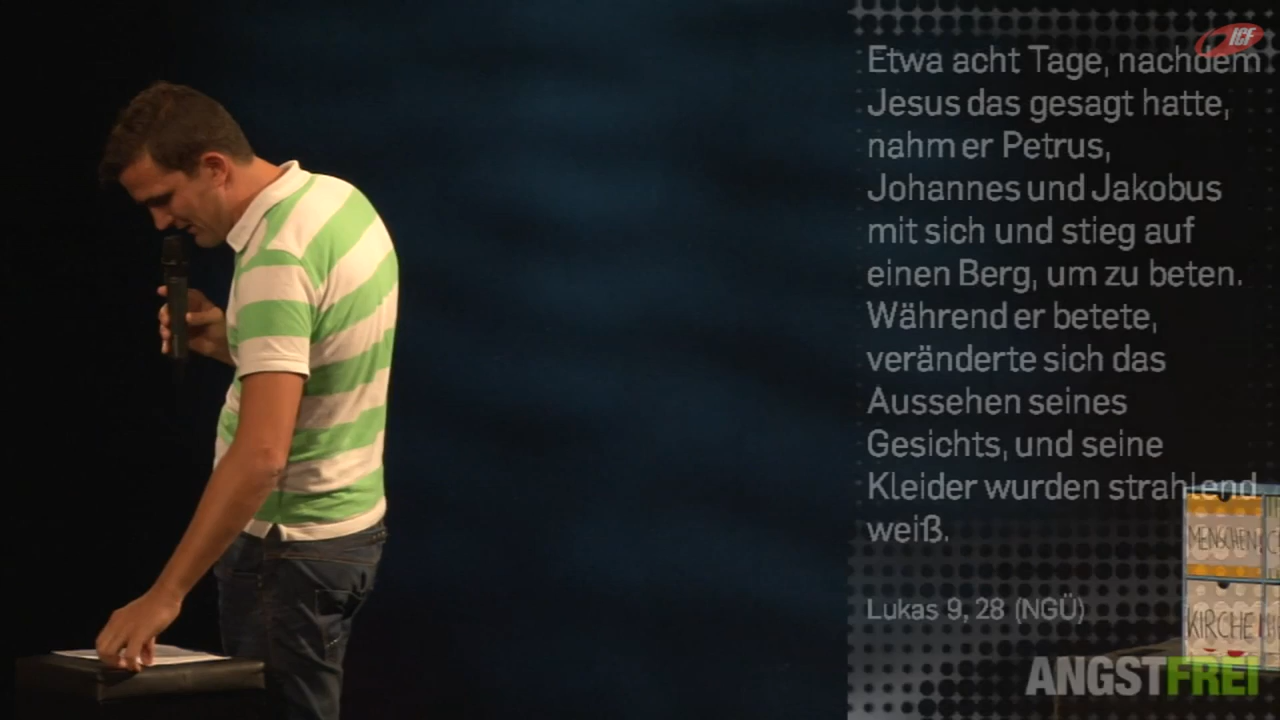 ICF
Etwa acht Tage, nachdem
Jesus das gesagt hatte,
nahm er Petrus,
Johannes und Jakobus
mit sich und stieg auf
einen Berg, um zu beten.
Während er betete,
veränderte sich das
Aussehen seines
Gesichts, und seine
Kleider wurden strahlend
weiß.
Lukas 9, 28 (NGÜ)
MENSCHEN
KIRCHE
ANGSTFREI